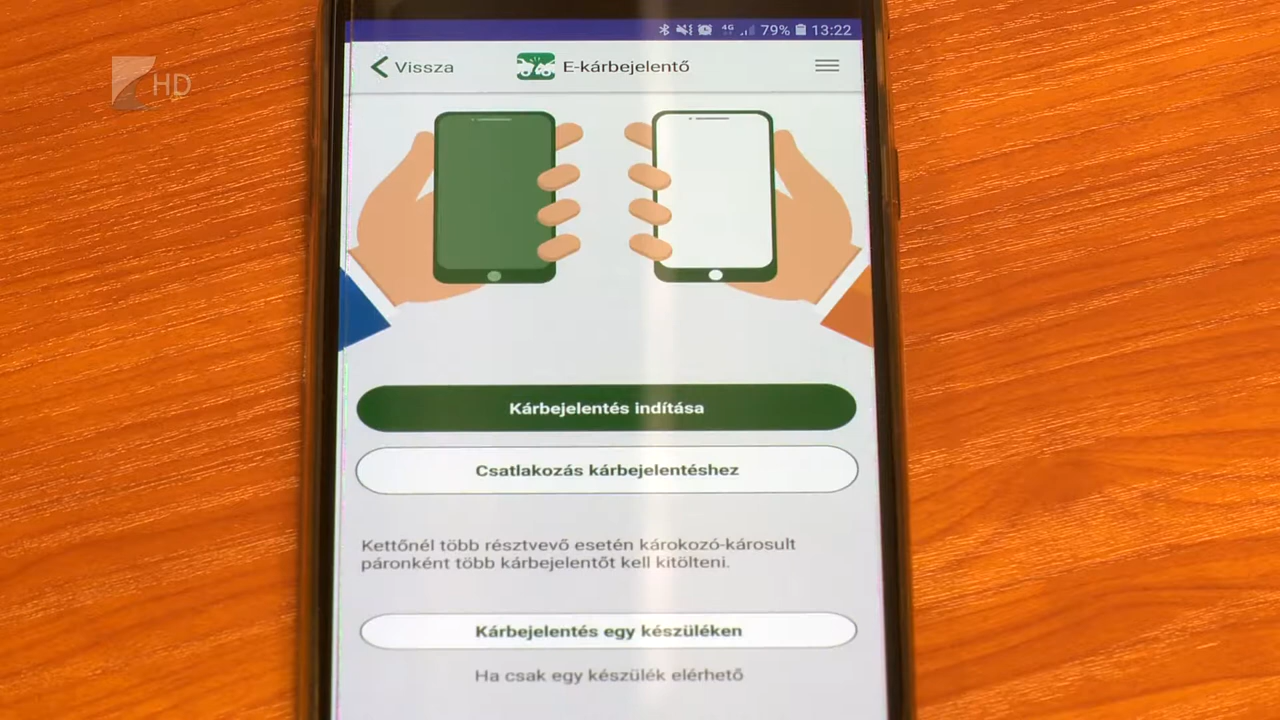 4G 79% 13:22
Vissza E-kárbejelentő
HD
Kárbejelentés indítása
Csatlakozás kárbejelentéshez
Kettőnél több résztvevő esetén károkozó-károsult
páronként több kárbejelentőt kell kitölteni.
Kárbejelentés egy készüléken
Ha csak egy készülék elérhető